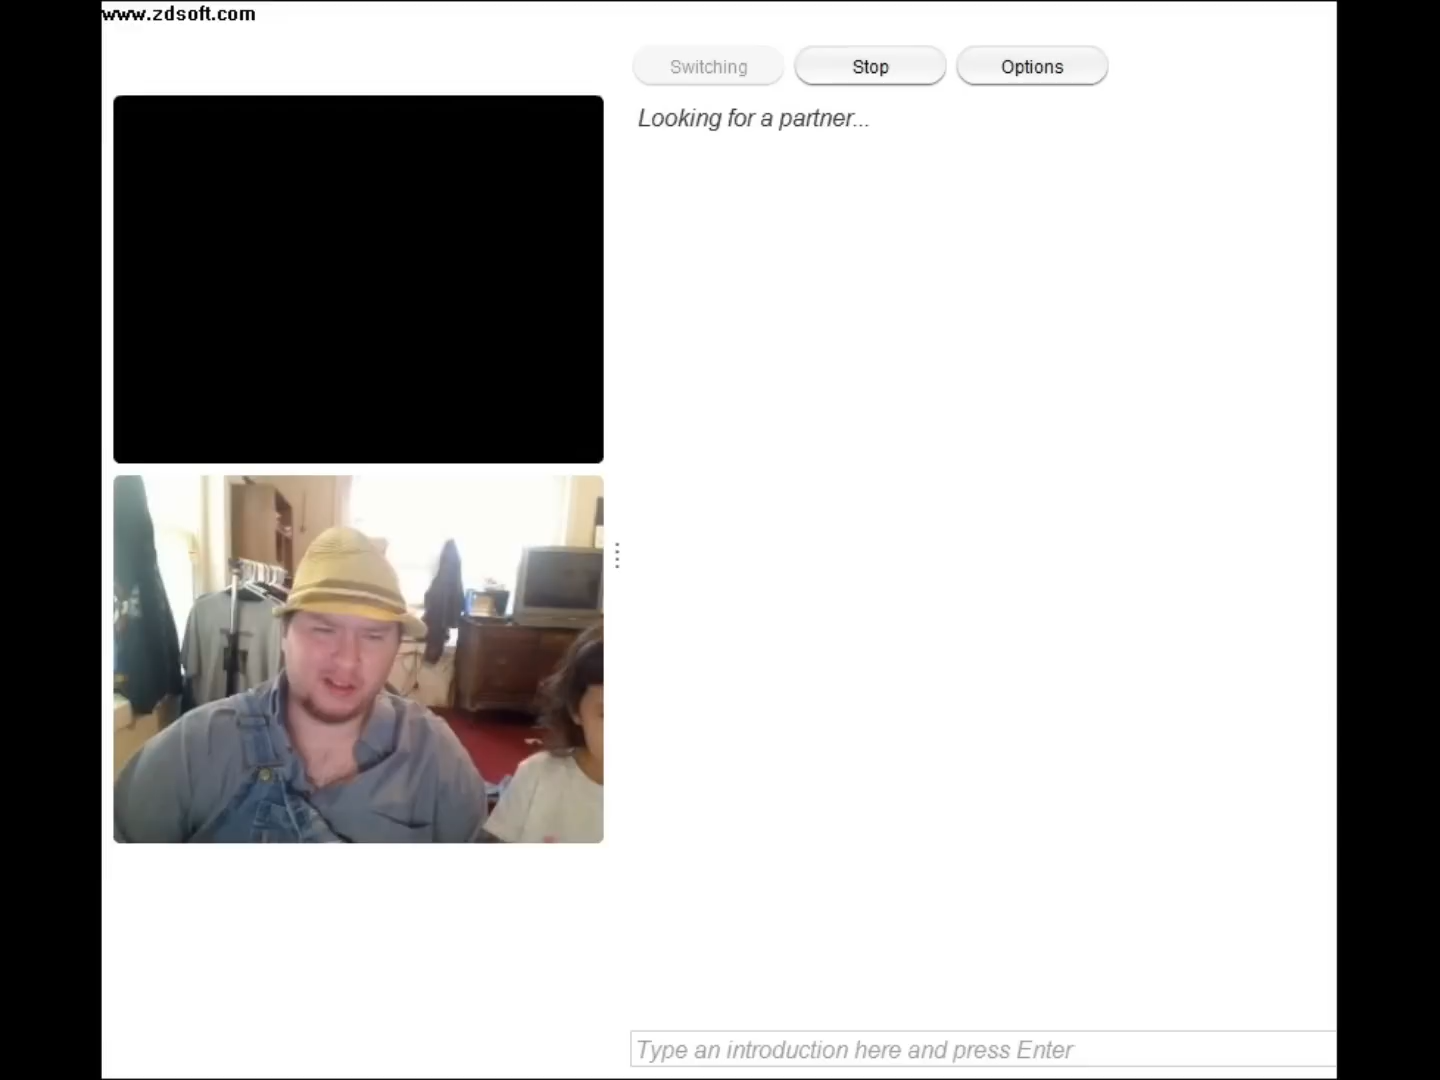 www.zdsoft.com
Switching
Stop
Options
Looking for a partner...
Type an introduction here and press Enter